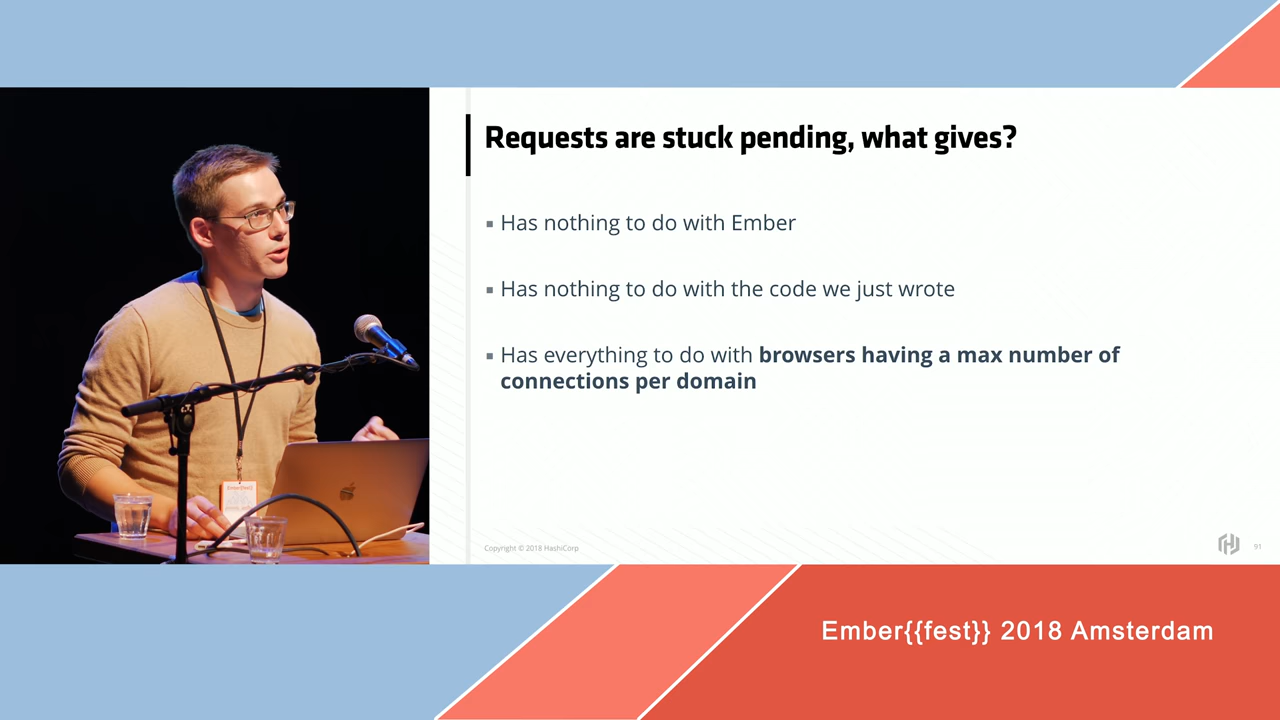 Requests are stuck pending, what gives?
▪ Has nothing to do with Ember
▪ Has nothing to do with the code we just wrote
▪ Has everything to do with browsers having a max number of
connections per domain
Copyright © 2018 HashiCorp
91
Ember{{fest}} 2018 Amsterdam